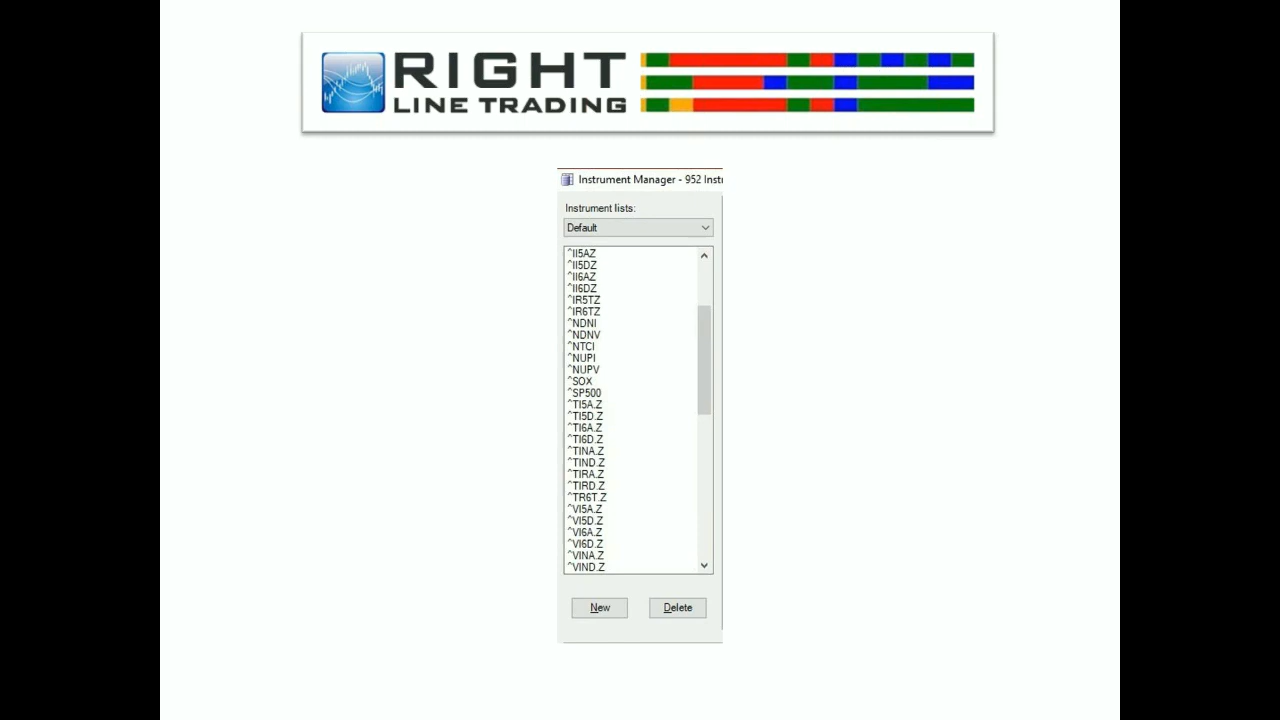 RIGHT
LINE TRADING
Instrument Manager - 952 Instr
Instrument lists:
Default
^II5AZ
^II5DZ
^II6AZ
^II6DZ
^IR5TZ
^IR6TZ
^NDNI
^NDNV
^NTCI
^NUPI
^NUPV
^SOX
^SP500
^TI5A.Z
^TI5D.Z
^TI6A.Z
^TI6D.Z
^TINA.Z
^TIND.Z
^TIRA.Z
^TIRD.Z
^TR6T.Z
^VI5A.Z
^VI5D.Z
^VI6A.Z
^VI6D.Z
^VINA.Z
^VIND.Z
New
Delete